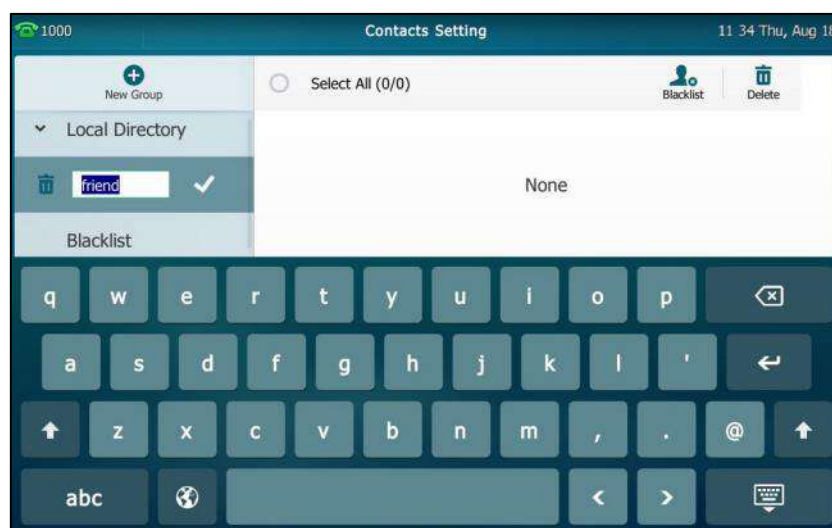 1000 Contacts Setting 11 34 Thu, Aug 18
New Group
Select All (0/0)
Blacklist
Delete
Local Directory
friend
None
Blacklist
q w e r t y u i o p
a s d f g h j k l '
z x c v b n m , . @
abc < >